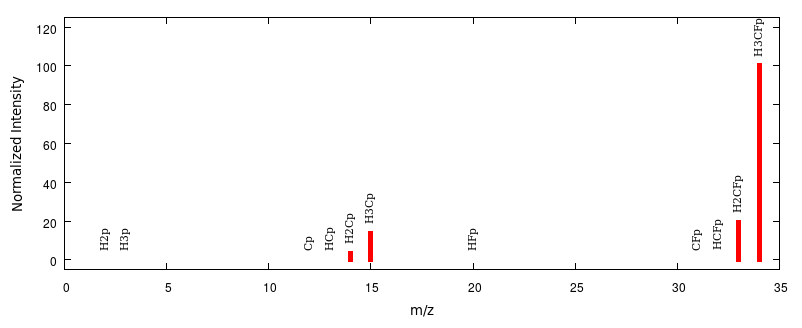 120
100
80
60
40
20
0
Normalized Intensity
H2p
H3p
Cp
HCp
H2Cp
H3Cp
HFp
CFp
HCFp
H2CFp
H3CFp
0 5 10 15 20 25 30 35
m/z